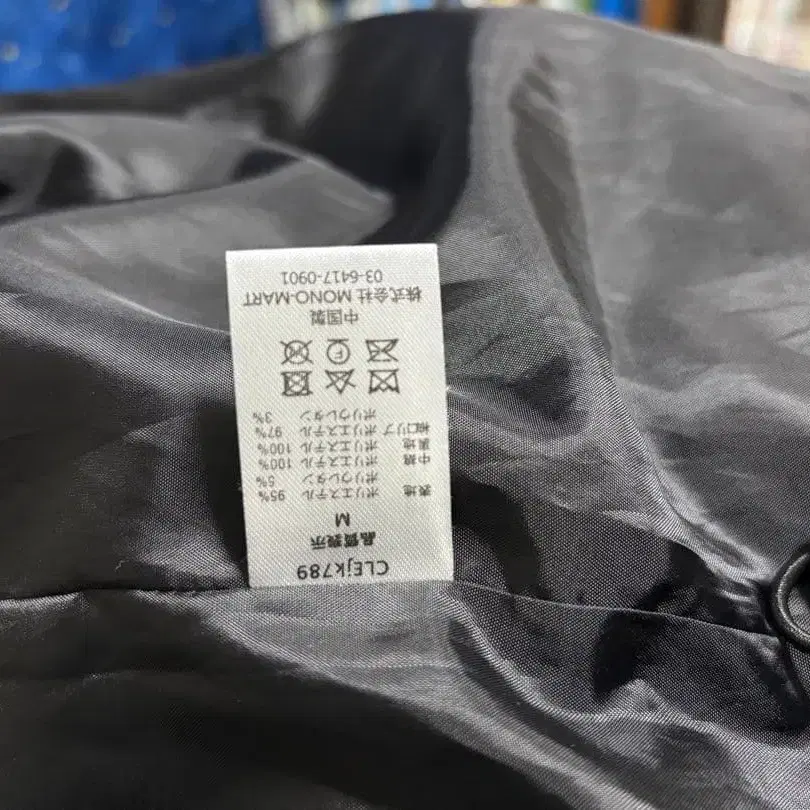 CLEjk789
品質表示
M
表地 ポリエステル 95%
ポリウレタン 5%
中綿 ポリエステル 100%
裏地 ポリエステル 100%
袖口リブ ポリエステル 97%
ポリウレタン 3%
中国製
株式会社 MONO-MART
03-6417-0901